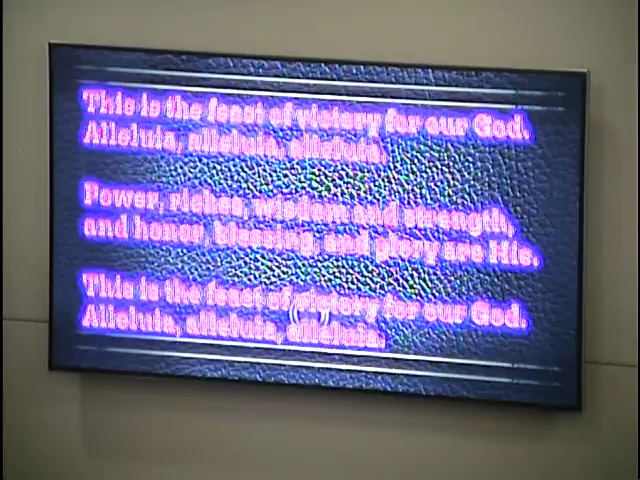 This is the feast of victory for our God.
Alleluia, alleluia, alleluia.
Power, riches, wisdom and strength,
and honor, blessing, and glory are His.
This is the feast of victory for our God.
Alleluia, alleluia, alleluia.